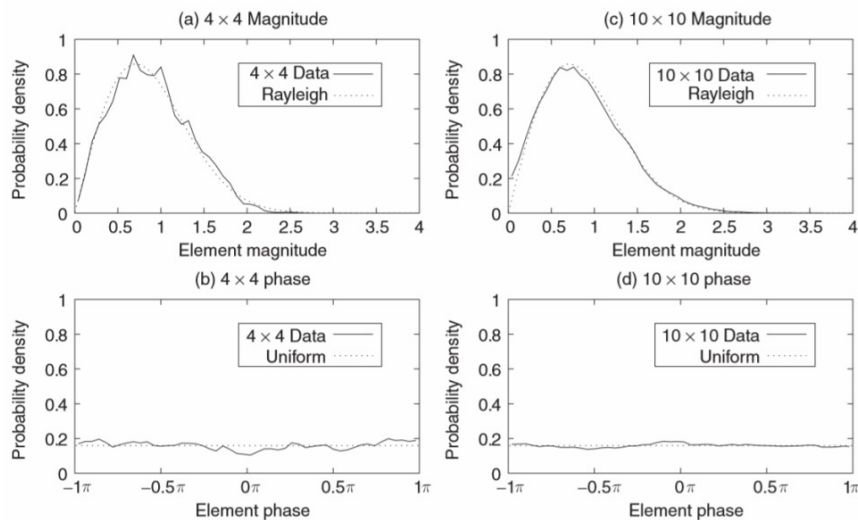 (a) 4 × 4 Magnitude
Probability density
1
0.8
0.6
0.4
0.2
0
4 × 4 Data
Rayleigh
0 0.5 1 1.5 2 2.5 3 3.5 4
Element magnitude
(c) 10 × 10 Magnitude
Probability density
1
0.8
0.6
0.4
0.2
0
10 × 10 Data
Rayleigh
0 0.5 1 1.5 2 2.5 3 3.5 4
Element magnitude
(b) 4 × 4 phase
Probability density
1
0.8
0.6
0.4
0.2
0
4 × 4 Data
Uniform
−1π −0.5π 0π 0.5π 1π
Element phase
(d) 10 × 10 phase
Probability density
1
0.8
0.6
0.4
0.2
0
10 × 10 Data
Uniform
−1π −0.5π 0π 0.5π 1π
Element phase